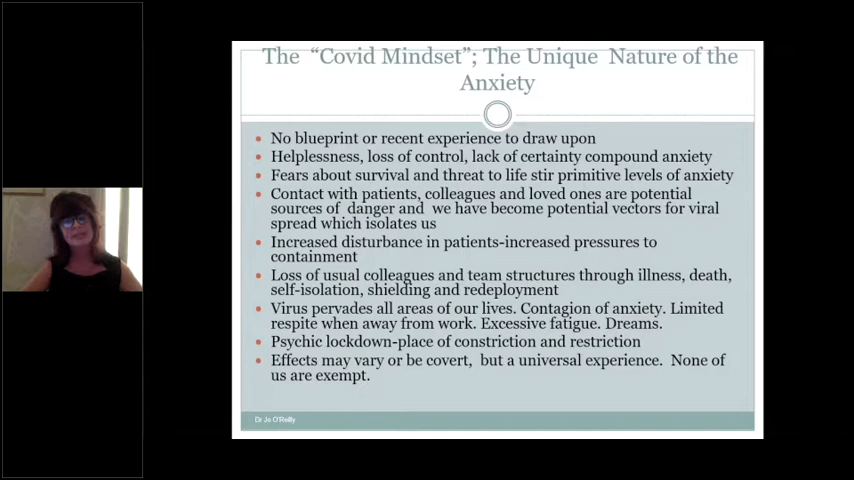 The “Covid Mindset”; The Unique Nature of the
Anxiety
• No blueprint or recent experience to draw upon
• Helplessness, loss of control, lack of certainty compound anxiety
• Fears about survival and threat to life stir primitive levels of anxiety
• Contact with patients, colleagues and loved ones are potential
sources of danger and we have become potential vectors for viral
spread which isolates us
• Increased disturbance in patients-increased pressures to
containment
• Loss of usual colleagues and team structures through illness, death,
self-isolation, shielding and redeployment
• Virus pervades all areas of our lives. Contagion of anxiety. Limited
respite when away from work. Excessive fatigue. Dreams.
• Psychic lockdown-place of constriction and restriction
• Effects may vary or be covert, but a universal experience. None of
us are exempt.
Dr Jo O'Reilly